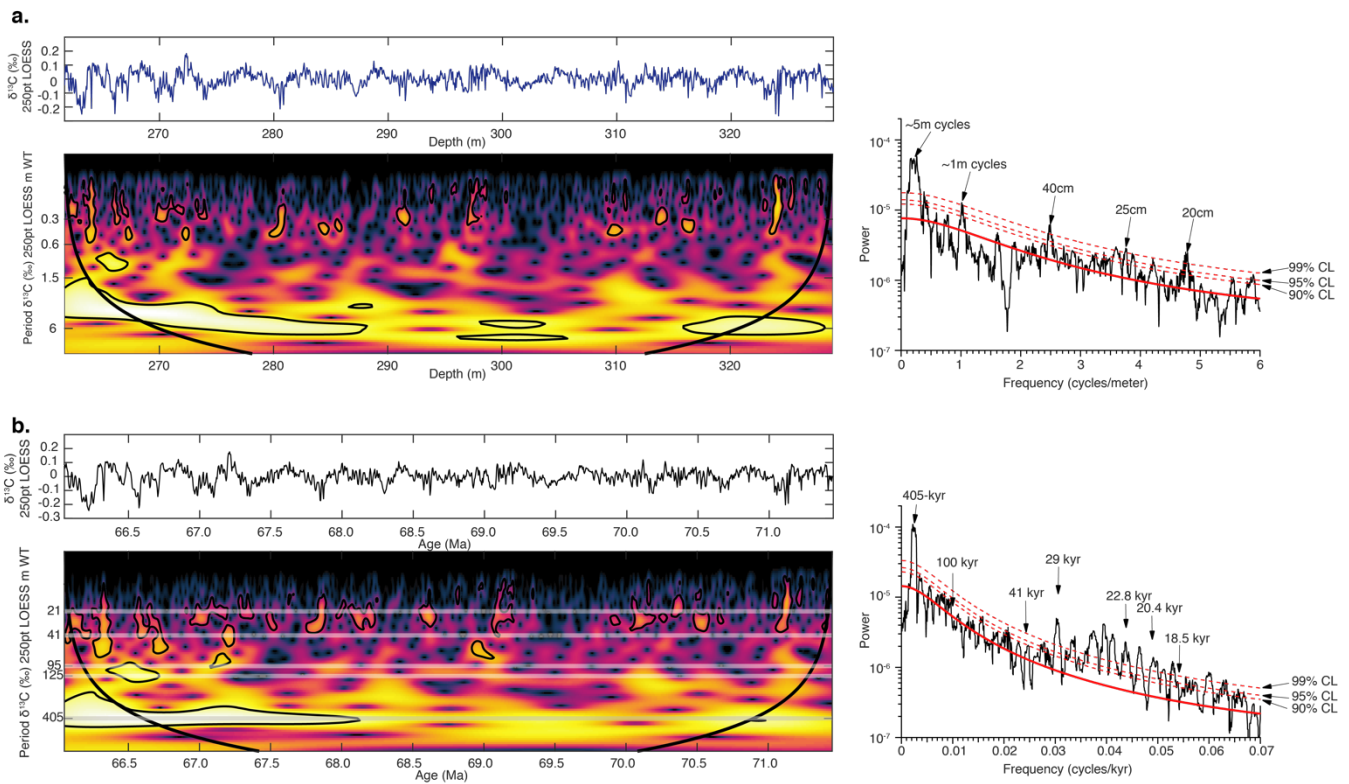 a.
δ¹³C (‰)
250pt LOESS
0.2
0.1
0
-0.1
-0.2
270 280 290 300 310 320
Depth (m)
Period δ¹³C (‰) 250pt LOESS m WT
0.3
0.6
1.5
6
270 280 290 300 310 320
Depth (m)
Power
10⁻⁴
10⁻⁵
10⁻⁶
10⁻⁷
~5m cycles
~1m cycles
40cm
25cm
20cm
99% CL
95% CL
90% CL
0 1 2 3 4 5 6
Frequency (cycles/meter)
b.
δ¹³C (‰)
250pt LOESS
0.2
0.1
0
-0.1
-0.2
-0.3
66.5 67.0 67.5 68.0 68.5 69.0 69.5 70.0 70.5 71.0
Age (Ma)
Period δ¹³C (‰) 250pt LOESS m WT
21
41
95
125
405
66.5 67.0 67.5 68.0 68.5 69.0 69.5 70.0 70.5 71.0
Age (Ma)
Power
10⁻⁴
10⁻⁵
10⁻⁶
10⁻⁷
405-kyr
100 kyr
41 kyr
29 kyr
22.8 kyr
20.4 kyr
18.5 kyr
99% CL
95% CL
90% CL
0 0.01 0.02 0.03 0.04 0.05 0.06 0.07
Frequency (cycles/kyr)